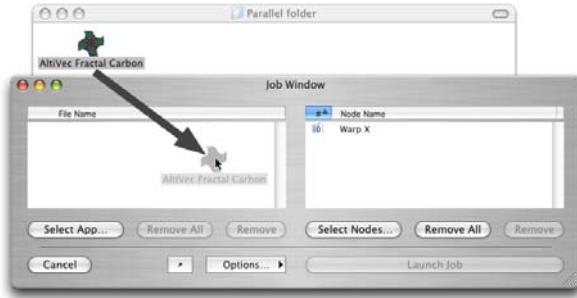 Parallel folder
AltiVec Fractal Carbon
Job Window
File Name
# Node Name
Warp X
AltiVec Fractal Carbon
Select App... Remove All Remove Select Nodes... Remove All Remove
Cancel Options... Launch Job